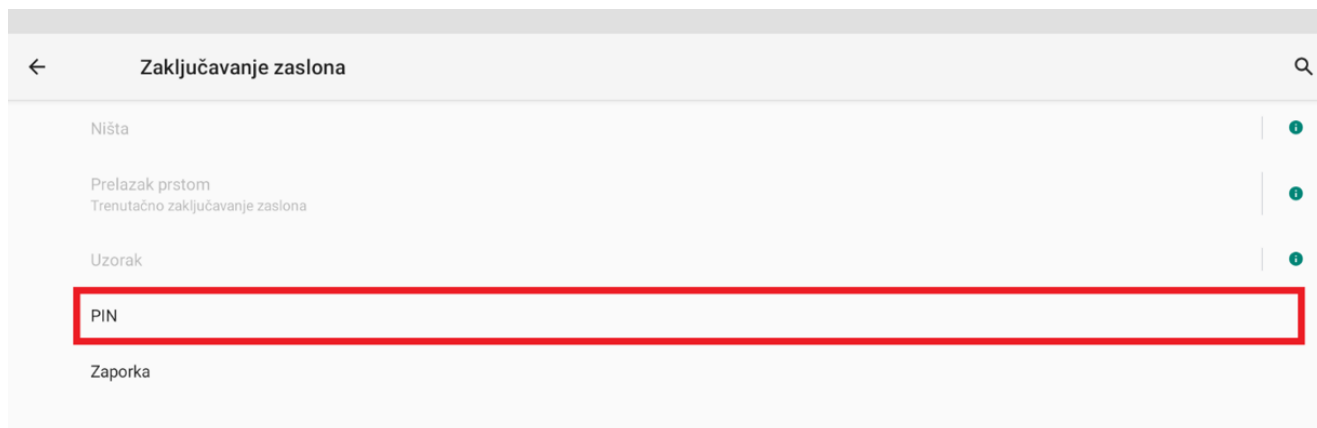 Zaključavanje zaslona
Ništa
Prelazak prstom
Trenutačno zaključavanje zaslona
Uzorak
PIN
Zaporka